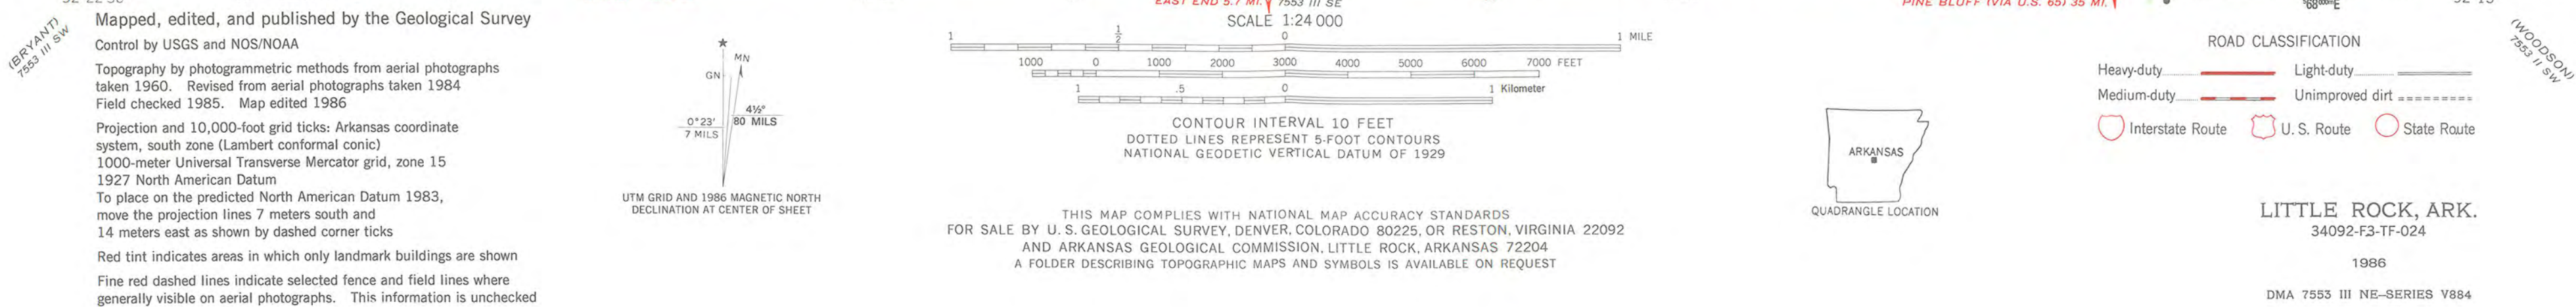 (BRYANT)
7553 III SW
Mapped, edited, and published by the Geological Survey
Control by USGS and NOS/NOAA
Topography by photogrammetric methods from aerial photographs
taken 1960. Revised from aerial photographs taken 1984
Field checked 1985. Map edited 1986
Projection and 10,000-foot grid ticks: Arkansas coordinate
system, south zone (Lambert conformal conic)
1000-meter Universal Transverse Mercator grid, zone 15
1927 North American Datum
To place on the predicted North American Datum 1983,
move the projection lines 7 meters south and
14 meters east as shown by dashed corner ticks
Red tint indicates areas in which only landmark buildings are shown
Fine red dashed lines indicate selected fence and field lines where
generally visible on aerial photographs. This information is unchecked
★
MN
GN
4½°
80 MILS
0°23'
7 MILS
UTM GRID AND 1986 MAGNETIC NORTH
DECLINATION AT CENTER OF SHEET
EAST END 5.7 MI. 7553 III SE
SCALE 1:24 000
1 ½ 0 1 MILE
1000 0 1000 2000 3000 4000 5000 6000 7000 FEET
1 .5 0 1 Kilometer
CONTOUR INTERVAL 10 FEET
DOTTED LINES REPRESENT 5-FOOT CONTOURS
NATIONAL GEODETIC VERTICAL DATUM OF 1929
THIS MAP COMPLIES WITH NATIONAL MAP ACCURACY STANDARDS
FOR SALE BY U. S. GEOLOGICAL SURVEY, DENVER, COLORADO 80225, OR RESTON, VIRGINIA 22092
AND ARKANSAS GEOLOGICAL COMMISSION, LITTLE ROCK, ARKANSAS 72204
A FOLDER DESCRIBING TOPOGRAPHIC MAPS AND SYMBOLS IS AVAILABLE ON REQUEST
ARKANSAS
QUADRANGLE LOCATION
PINE BLUFF (VIA U.S. 65) 35 MI.
(WOODSON)
7553 II SW
ROAD CLASSIFICATION
Heavy-duty Light-duty
Medium-duty Unimproved dirt
Interstate Route U. S. Route State Route
LITTLE ROCK, ARK.
34092-F3-TF-024
1986
DMA 7553 III NE–SERIES V884